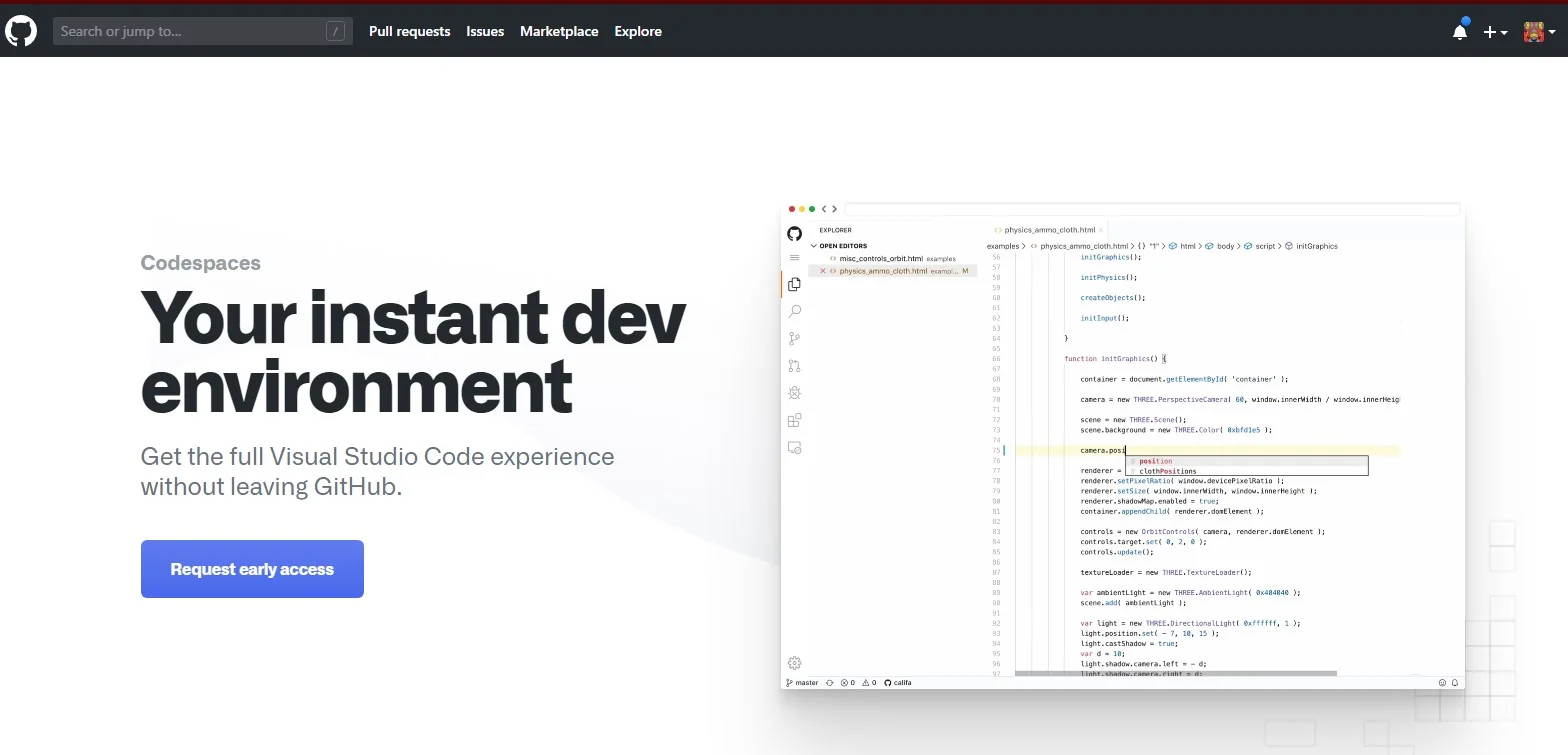 Search or jump to... /
Pull requests Issues Marketplace Explore
Codespaces
Your instant dev
environment
Get the full Visual Studio Code experience
without leaving GitHub.
Request early access
EXPLORER
OPEN EDITORS
misc_controls_orbit.html examples
physics_ammo_cloth.html exampl... M
physics_ammo_cloth.html ×
examples > physics_ammo_cloth.html > html > body > script > initGraphics
56 initGraphics();
57
58 initPhysics();
59
60 createObjects();
61
62 initInput();
63
64 }
65
66 function initGraphics() {
67
68 container = document.getElementById( 'container' );
69
70 camera = new THREE.PerspectiveCamera( 60, window.innerWidth / window.innerHeigh
71
72 scene = new THREE.Scene();
73 scene.background = new THREE.Color( 0xbfd1e5 );
74
75 camera.posi
76 position
clothPositions
77 renderer =
78 renderer.setPixelRatio( window.devicePixelRatio );
79 renderer.setSize( window.innerWidth, window.innerHeight );
80 renderer.shadowMap.enabled = true;
81 container.appendChild( renderer.domElement );
82
83 controls = new OrbitControls( camera, renderer.domElement );
84 controls.target.set( 0, 2, 0 );
85 controls.update();
86
87 textureLoader = new THREE.TextureLoader();
88
89 var ambientLight = new THREE.AmbientLight( 0x404040 );
90 scene.add( ambientLight );
91
92 var light = new THREE.DirectionalLight( 0xffffff, 1 );
93 light.position.set( - 7, 10, 15 );
94 light.castShadow = true;
95 var d = 10;
96 light.shadow.camera.left = - d;
97 light.shadow.camera.right = d;
master 0 0 califa